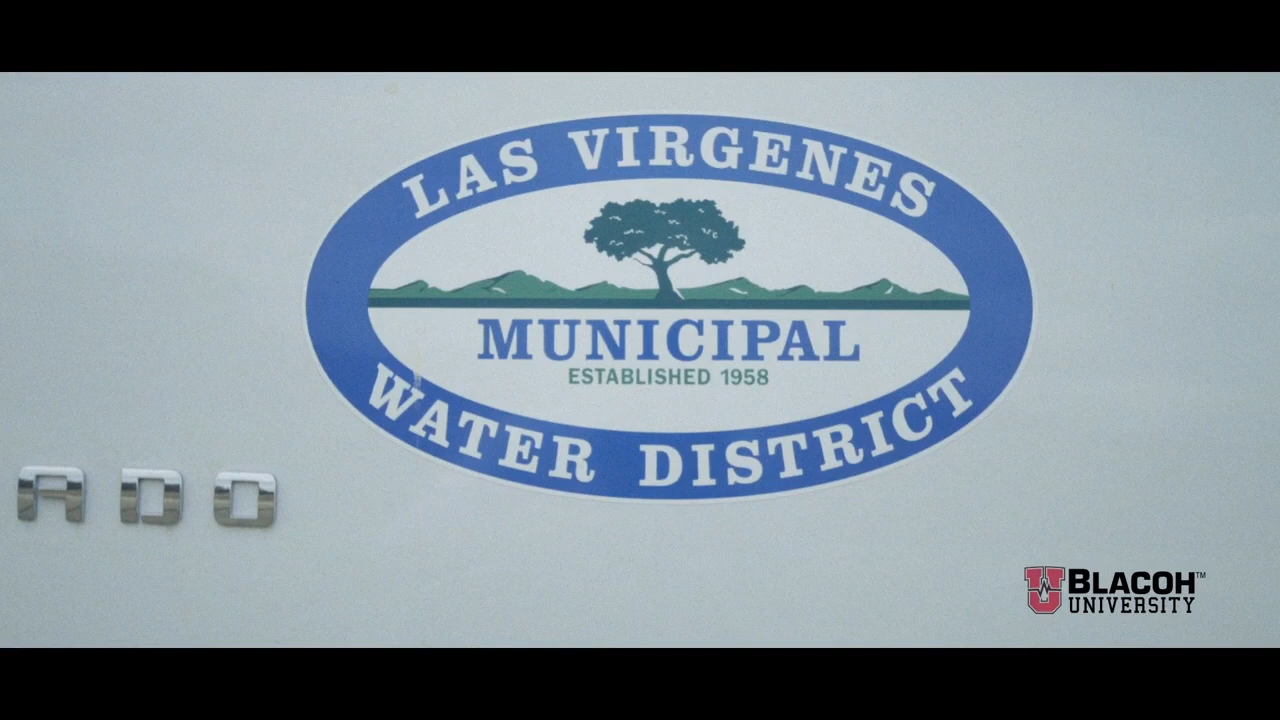 LAS VIRGENES
MUNICIPAL
ESTABLISHED 1958
WATER DISTRICT
ADO
U BLACOH™
UNIVERSITY